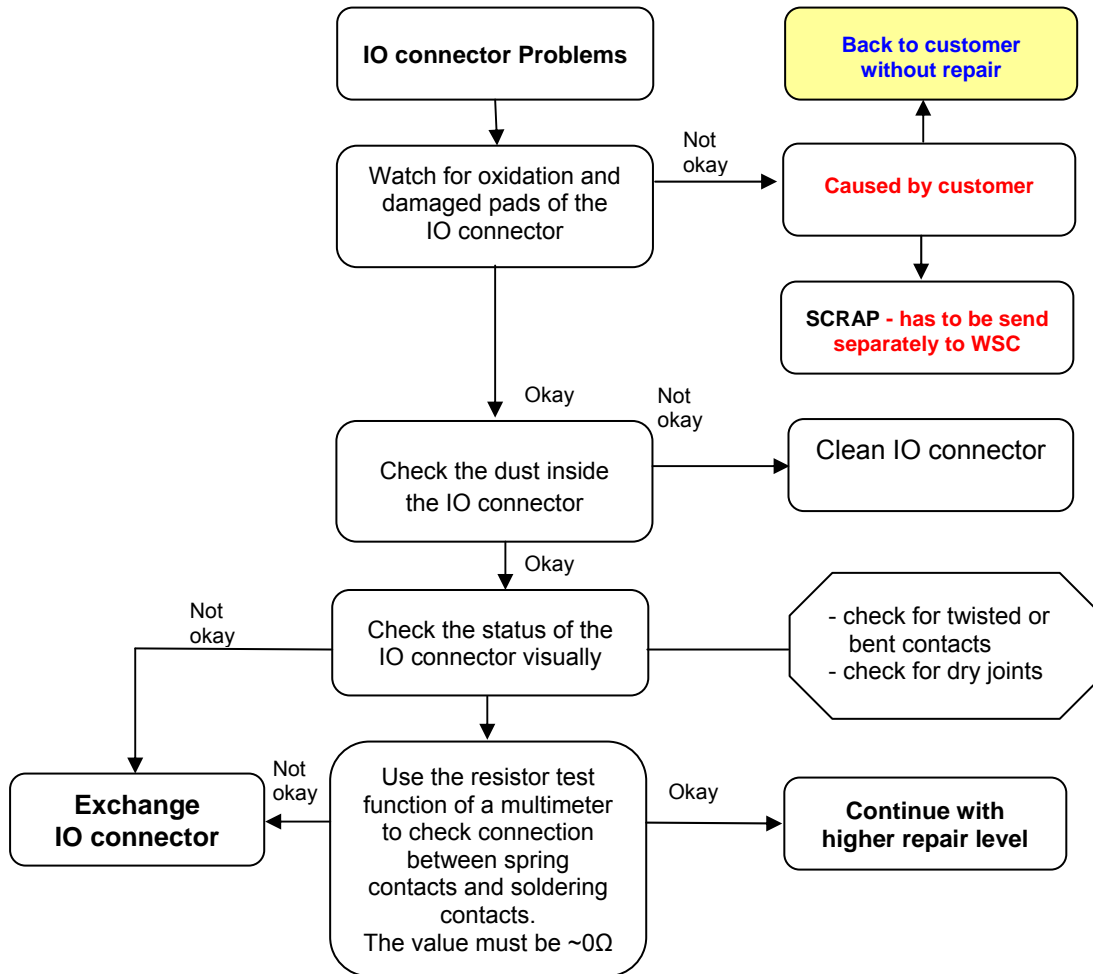 IO connector Problems
Back to customer
without repair
Not
okay
Watch for oxidation and
damaged pads of the
IO connector
Caused by customer
SCRAP - has to be send
separately to WSC
Okay
Not
okay
Check the dust inside
the IO connector
Clean IO connector
Okay
Not
okay
Check the status of the
IO connector visually
- check for twisted or
bent contacts
- check for dry joints
Exchange
IO connector
Not
okay
Use the resistor test
function of a multimeter
to check connection
between spring
contacts and soldering
contacts.
The value must be ~0Ω
Okay
Continue with
higher repair level